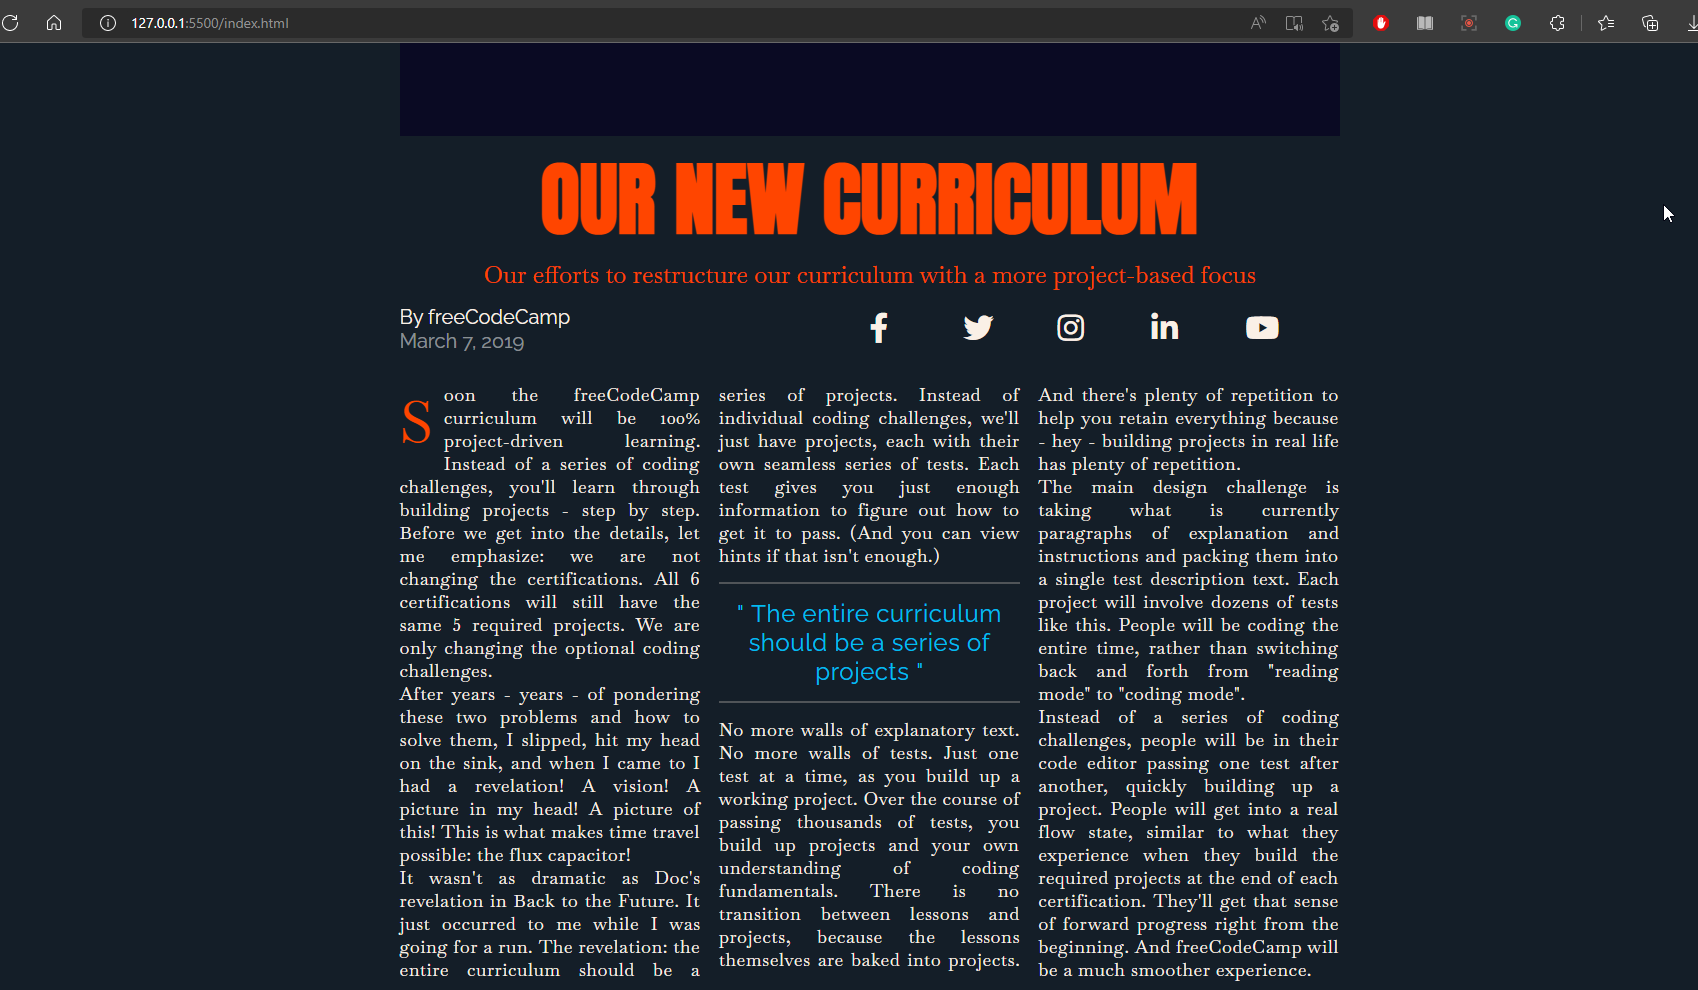 127.0.0.1:5500/index.html
OUR NEW CURRICULUM
Our efforts to restructure our curriculum with a more project-based focus
By freeCodeCamp
March 7, 2019
Soon the freeCodeCamp
curriculum will be 100%
project-driven learning.
Instead of a series of coding
challenges, you'll learn through
building projects - step by step.
Before we get into the details, let
me emphasize: we are not
changing the certifications. All 6
certifications will still have the
same 5 required projects. We are
only changing the optional coding
challenges.
After years - years - of pondering
these two problems and how to
solve them, I slipped, hit my head
on the sink, and when I came to I
had a revelation! A vision! A
picture in my head! A picture of
this! This is what makes time travel
possible: the flux capacitor!
It wasn't as dramatic as Doc's
revelation in Back to the Future. It
just occurred to me while I was
going for a run. The revelation: the
entire curriculum should be a
series of projects. Instead of
individual coding challenges, we'll
just have projects, each with their
own seamless series of tests. Each
test gives you just enough
information to figure out how to
get it to pass. (And you can view
hints if that isn't enough.)
" The entire curriculum
should be a series of
projects "
No more walls of explanatory text.
No more walls of tests. Just one
test at a time, as you build up a
working project. Over the course of
passing thousands of tests, you
build up projects and your own
understanding of coding
fundamentals. There is no
transition between lessons and
projects, because the lessons
themselves are baked into projects.
And there's plenty of repetition to
help you retain everything because
- hey - building projects in real life
has plenty of repetition.
The main design challenge is
taking what is currently
paragraphs of explanation and
instructions and packing them into
a single test description text. Each
project will involve dozens of tests
like this. People will be coding the
entire time, rather than switching
back and forth from "reading
mode" to "coding mode".
Instead of a series of coding
challenges, people will be in their
code editor passing one test after
another, quickly building up a
project. People will get into a real
flow state, similar to what they
experience when they build the
required projects at the end of each
certification. They'll get that sense
of forward progress right from the
beginning. And freeCodeCamp will
be a much smoother experience.